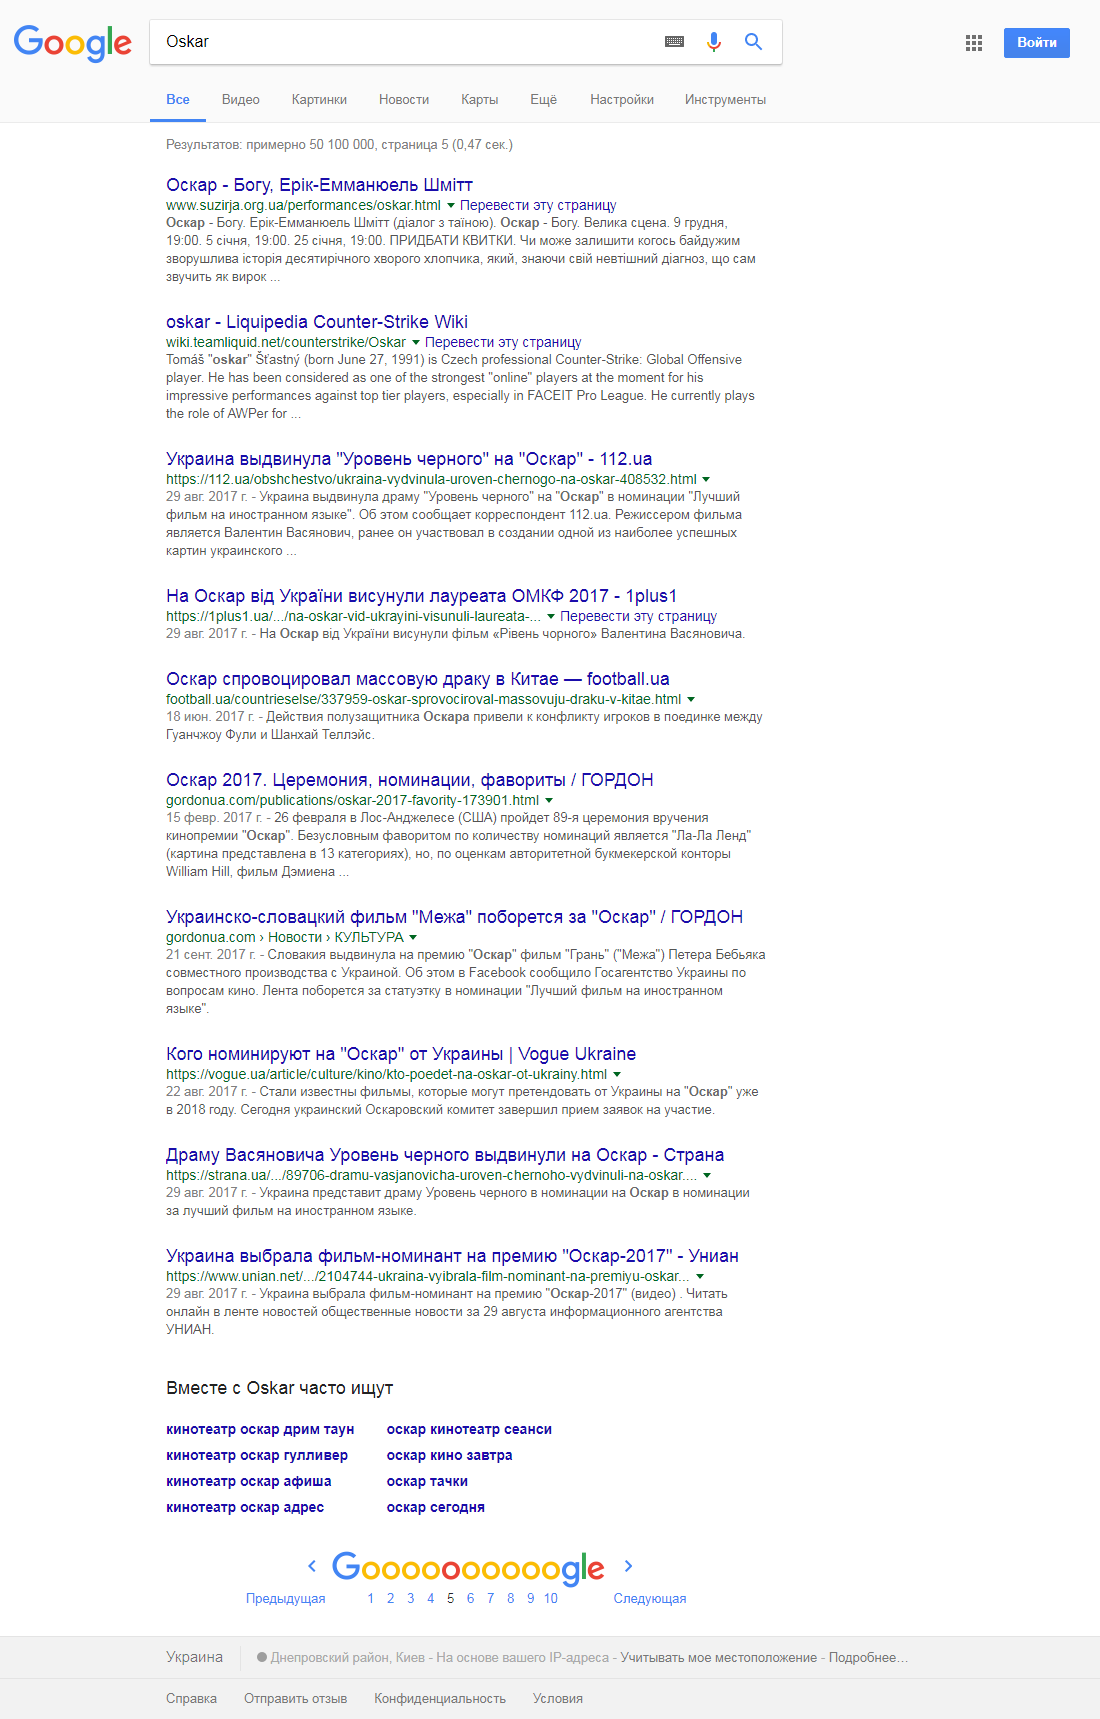 Google
Oskar
Войти
Все Видео Картинки Новости Карты Ещё Настройки Инструменты
Результатов: примерно 50 100 000, страница 5 (0,47 сек.)
Оскар - Богу, Ерік-Емманюель Шмітт
www.suzirja.org.ua/performances/oskar.html Перевести эту страницу
Оскар - Богу. Ерік-Емманюель Шмітт (діалог з таїною). Оскар - Богу. Велика сцена. 9 грудня,
19:00. 5 січня, 19:00. 25 січня, 19:00. ПРИДБАТИ КВИТКИ. Чи може залишити когось байдужим
зворушлива історія десятирічного хворого хлопчика, який, знаючи свій невтішний діагноз, що сам
звучить як вирок ...
oskar - Liquipedia Counter-Strike Wiki
wiki.teamliquid.net/counterstrike/Oskar Перевести эту страницу
Tomáš "oskar" Šťastný (born June 27, 1991) is Czech professional Counter-Strike: Global Offensive
player. He has been considered as one of the strongest "online" players at the moment for his
impressive performances against top tier players, especially in FACEIT Pro League. He currently plays
the role of AWPer for ...
Украина выдвинула "Уровень черного" на "Оскар" - 112.ua
https://112.ua/obshchestvo/ukraina-vydvinula-uroven-chernogo-na-oskar-408532.html
29 авг. 2017 г. - Украина выдвинула драму "Уровень черного" на "Оскар" в номинации "Лучший
фильм на иностранном языке". Об этом сообщает корреспондент 112.ua. Режиссером фильма
является Валентин Васянович, ранее он участвовал в создании одной из наиболее успешных
картин украинского ...
На Оскар від України висунули лауреата ОМКФ 2017 - 1plus1
https://1plus1.ua/.../na-oskar-vid-ukrayini-visunuli-laureata-... Перевести эту страницу
29 авг. 2017 г. - На Оскар від України висунули фільм «Рівень чорного» Валентина Васяновича.
Оскар спровоцировал массовую драку в Китае — football.ua
football.ua/countrieselse/337959-oskar-sprovociroval-massovuju-draku-v-kitae.html
18 июн. 2017 г. - Действия полузащитника Оскара привели к конфликту игроков в поединке между
Гуанчжоу Фули и Шанхай Теллэйс.
Оскар 2017. Церемония, номинации, фавориты / ГОРДОН
gordonua.com/publications/oskar-2017-favority-173901.html
15 февр. 2017 г. - 26 февраля в Лос-Анджелесе (США) пройдет 89-я церемония вручения
кинопремии "Оскар". Безусловным фаворитом по количеству номинаций является "Ла-Ла Ленд"
(картина представлена в 13 категориях), но, по оценкам авторитетной букмекерской конторы
William Hill, фильм Дэмиена ...
Украинско-словацкий фильм "Межа" поборется за "Оскар" / ГОРДОН
gordonua.com › Новости › КУЛЬТУРА
21 сент. 2017 г. - Словакия выдвинула на премию "Оскар" фильм "Грань" ("Межа") Петера Бебьяка
совместного производства с Украиной. Об этом в Facebook сообщило Госагентство Украины по
вопросам кино. Лента поборется за статуэтку в номинации "Лучший фильм на иностранном
языке".
Кого номинируют на "Оскар" от Украины | Vogue Ukraine
https://vogue.ua/article/culture/kino/kto-poedet-na-oskar-ot-ukrainy.html
22 авг. 2017 г. - Стали известны фильмы, которые могут претендовать от Украины на "Оскар" уже
в 2018 году. Сегодня украинский Оскаровский комитет завершил прием заявок на участие.
Драму Васяновича Уровень черного выдвинули на Оскар - Страна
https://strana.ua/.../89706-dramu-vasjanovicha-uroven-chernoho-vydvinuli-na-oskar....
29 авг. 2017 г. - Украина представит драму Уровень черного в номинации на Оскар в номинации
за лучший фильм на иностранном языке.
Украина выбрала фильм-номинант на премию "Оскар-2017" - Униан
https://www.unian.net/.../2104744-ukraina-vyibrala-film-nominant-na-premiyu-oskar...
29 авг. 2017 г. - Украина выбрала фильм-номинант на премию "Оскар-2017" (видео) . Читать
онлайн в ленте новостей общественные новости за 29 августа информационного агентства
УНИАН.
Вместе с Oskar часто ищут
кинотеатр оскар дрим таун оскар кинотеатр сеанси
кинотеатр оскар гулливер оскар кино завтра
кинотеатр оскар афиша оскар тачки
кинотеатр оскар адрес оскар сегодня
Goooooooooogle
Предыдущая 1 2 3 4 5 6 7 8 9 10 Следующая
Украина Днепровский район, Киев - На основе вашего IP-адреса - Учитывать мое местоположение - Подробнее…
Справка Отправить отзыв Конфиденциальность Условия